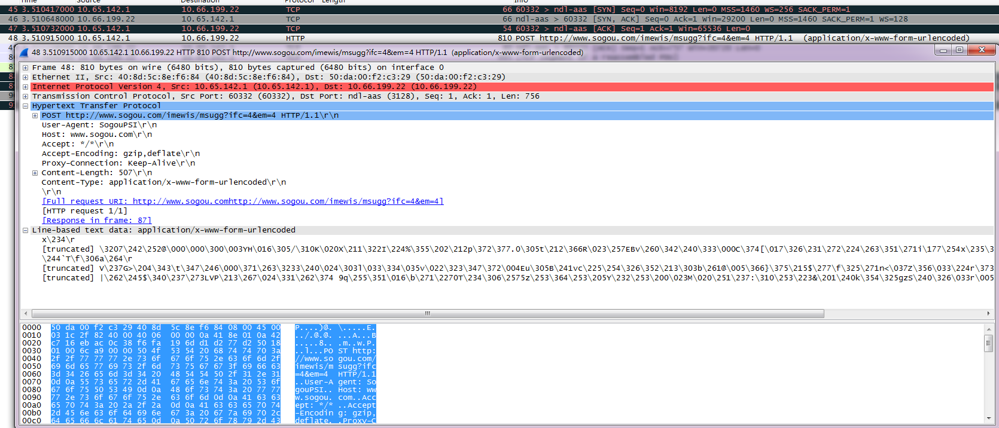 Time Source Destination Protocol Length Info
45 3.510417000 10.65.142.1 10.66.199.22 TCP 66 60332 > ndl-aas [SYN] Seq=0 Win=8192 Len=0 MSS=1460 WS=256 SACK_PERM=1
46 3.510648000 10.66.199.22 10.65.142.1 TCP 66 ndl-aas > 60332 [SYN, ACK] Seq=0 Ack=1 Win=29200 Len=0 MSS=1460 SACK_PERM=1 WS=128
47 3.510732000 10.65.142.1 10.66.199.22 TCP 54 60332 > ndl-aas [ACK] Seq=1 Ack=1 Win=65536 Len=0
48 3.510915000 10.65.142.1 10.66.199.22 HTTP 810 POST http://www.sogou.com/imewis/msugg?ifc=4&em=4 HTTP/1.1 (application/x-www-form-urlencoded)
48 3.510915000 10.65.142.1 10.66.199.22 HTTP 810 POST http://www.sogou.com/imewis/msugg?ifc=4&em=4 HTTP/1.1 (application/x-www-form-urlencoded)
Frame 48: 810 bytes on wire (6480 bits), 810 bytes captured (6480 bits) on interface 0
Ethernet II, Src: 40:8d:5c:8e:f6:84 (40:8d:5c:8e:f6:84), Dst: 50:da:00:f2:c3:29 (50:da:00:f2:c3:29)
Internet Protocol Version 4, Src: 10.65.142.1 (10.65.142.1), Dst: 10.66.199.22 (10.66.199.22)
Transmission Control Protocol, Src Port: 60332 (60332), Dst Port: ndl-aas (3128), Seq: 1, Ack: 1, Len: 756
Hypertext Transfer Protocol
POST http://www.sogou.com/imewis/msugg?ifc=4&em=4 HTTP/1.1\r\n
User-Agent: SogouPSI\r\n
Host: www.sogou.com\r\n
Accept: */*\r\n
Accept-Encoding: gzip,deflate\r\n
Proxy-Connection: Keep-Alive\r\n
Content-Length: 507\r\n
Content-Type: application/x-www-form-urlencoded\r\n
\r\n
[Full request URI: http://www.sogou.comhttp://www.sogou.com/imewis/msugg?ifc=4&em=4]
[HTTP request 1/1]
[Response in frame: 87]
Line-based text data: application/x-www-form-urlencoded
x\234\r
[truncated] \3207\242\252@\000\000\300\003YH\016\305/\310K\020X\211\322I\224%\355\202\212p\372\377.0\305t\212\366R\023\257EBv\260\342\240\333\000C\374[\017\326\231\272\224\263\351\271i\177\254x\235\3
\244`T\f\306a\264\r
[truncated] V\237G>\204\343\t\347\246\000\371\263\3233\240\024\303l\033\334\035v\022\323\347\372\004Eu\305B\241vc\225\254\326\352\213\303b\261@\005\366}\375\215$\277\f\325\271n<\037Z\356\033\224r\373
[truncated] |\262\245$\340\237\273LVP\213\267\024\331\262\374 9q\255\351\016\b\271\2270T\234\306\2575z\253\364\253\205Y\232\253\200\023M\020\251\237:\310\253\223&\201\240k\354\325gzS\240\326\033r\005
0000 50 da 00 f2 c3 29 40 8d 5c 8e f6 84 08 00 45 00 P....)@. \.....E.
0010 03 1c 2f 82 40 00 40 06 00 00 0a 41 8e 01 0a 42 ../.@.@. ...A...B
0020 c7 16 eb ac 0c 38 f6 fa 19 6d d1 d2 77 d2 50 18 .....8.. .m..w.P.
0030 01 00 6c a9 00 00 50 4f 53 54 20 68 74 74 70 3a ..l...PO ST http:
0040 2f 2f 77 77 77 2e 73 6f 67 6f 75 2e 63 6f 6d 2f //www.so gou.com/
0050 69 6d 65 77 69 73 2f 6d 73 75 67 67 3f 69 66 63 imewis/m sugg?ifc
0060 3d 34 26 65 6d 3d 34 20 48 54 54 50 2f 31 2e 31 =4&em=4 HTTP/1.1
0070 0d 0a 55 73 65 72 2d 41 67 65 6e 74 3a 20 53 6f ..User-A gent: So
0080 67 6f 75 50 53 49 0d 0a 48 6f 73 74 3a 20 77 77 gouPSI.. Host: ww
0090 77 2e 73 6f 67 6f 75 2e 63 6f 6d 0d 0a 41 63 63 w.sogou. com..Acc
00a0 65 70 74 3a 20 2a 2f 2a 0d 0a 41 63 63 65 70 74 ept: */* ..Accept
00b0 2d 45 6e 63 6f 64 69 6e 67 3a 20 67 7a 69 70 2c -Encodin g: gzip,
00c0 64 65 66 6c 61 74 65 0d 0a 50 72 6f 78 79 2d 43 deflate. .Proxy-C